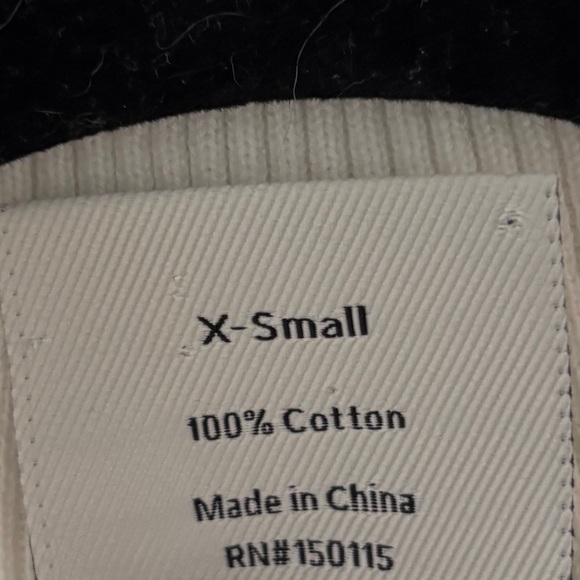 X-Small
100% Cotton
Made in China
RN#150115